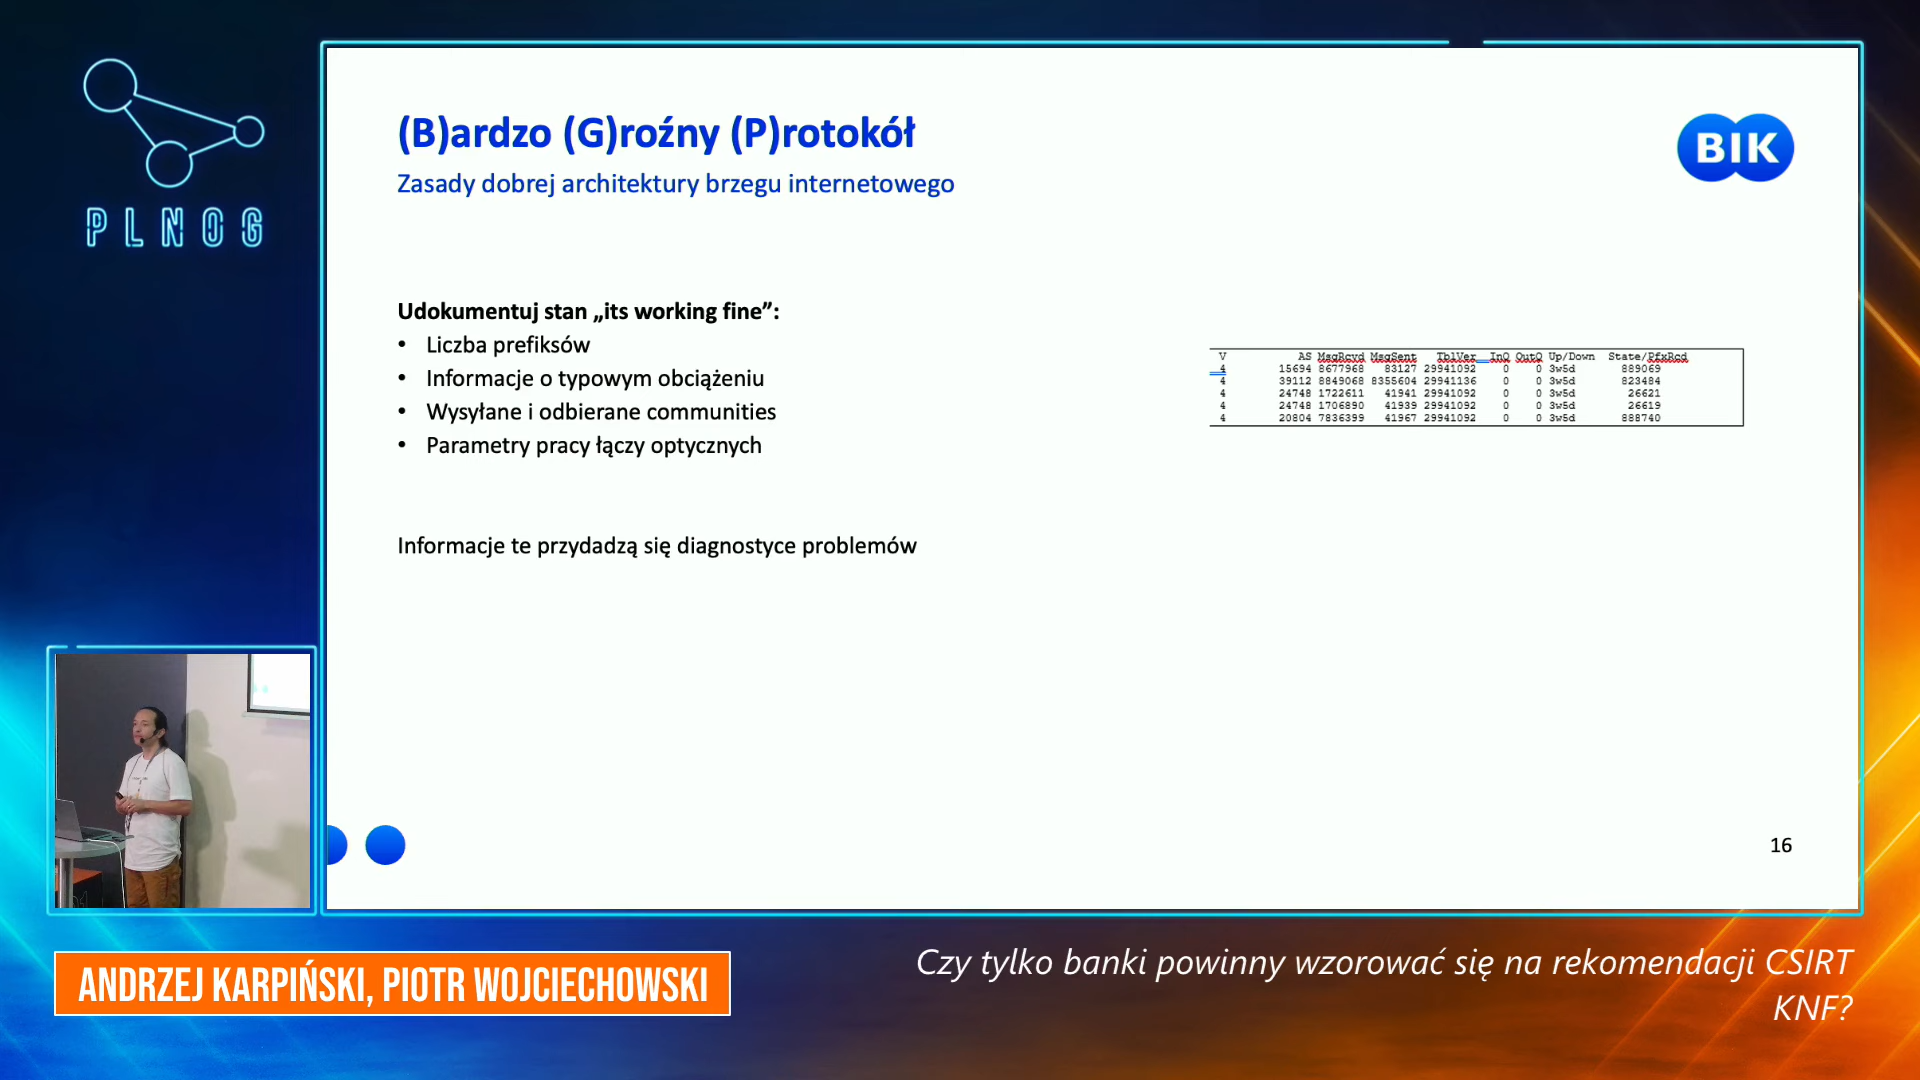 PLNOG
(B)ardzo (G)roźny (P)rotokół
Zasady dobrej architektury brzegu internetowego
BIK
Udokumentuj stan „its working fine”:
• Liczba prefiksów
• Informacje o typowym obciążeniu
• Wysyłane i odbierane communities
• Parametry pracy łączy optycznych
Informacje te przydadzą się diagnostyce problemów
V AS MsgRcvd MsgSent TblVer InQ OutQ Up/Down State/PfxRcd
4 15694 8677968 83127 29941092 0 0 3w5d 889069
4 39112 8849068 8355604 29941136 0 0 3w5d 823484
4 24748 1722611 41941 29941092 0 0 3w5d 26621
4 24748 1706890 41939 29941092 0 0 3w5d 26619
4 20804 7836399 41967 29941092 0 0 3w5d 888740
16
ANDRZEJ KARPIŃSKI, PIOTR WOJCIECHOWSKI
Czy tylko banki powinny wzorować się na rekomendacji CSIRT
KNF?